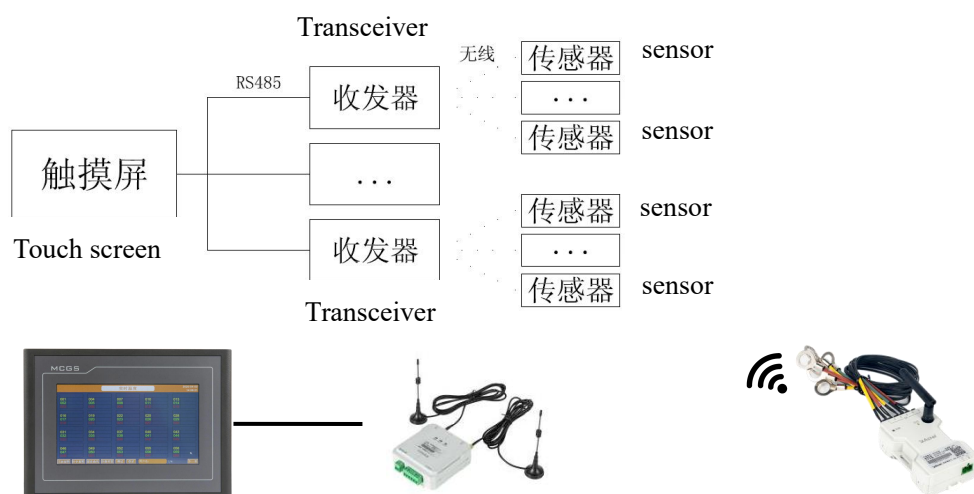 Transceiver
无线
传感器
sensor
RS485
收发器
...
传感器
sensor
触摸屏
...
传感器
sensor
Touch screen
收发器
...
传感器
sensor
Transceiver
MCGS